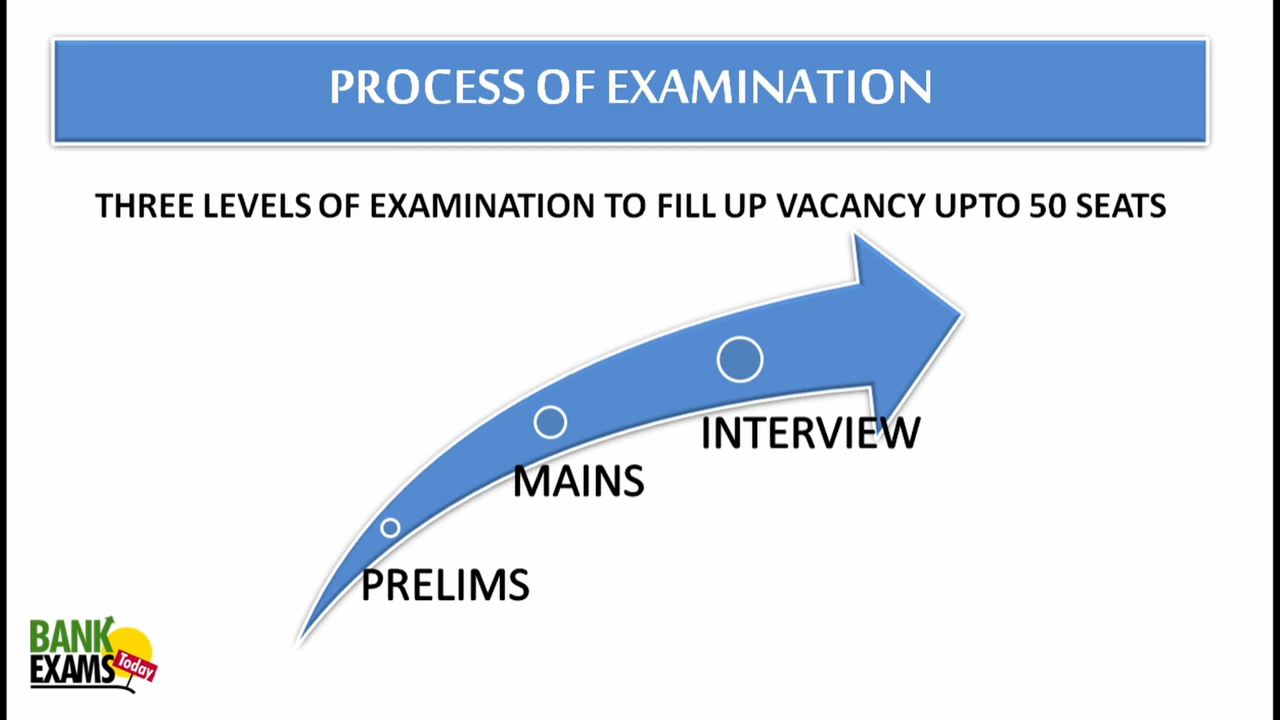 PROCESS OF EXAMINATION
THREE LEVELS OF EXAMINATION TO FILL UP VACANCY UPTO 50 SEATS
INTERVIEW
MAINS
PRELIMS
BANK
EXAMS
Today